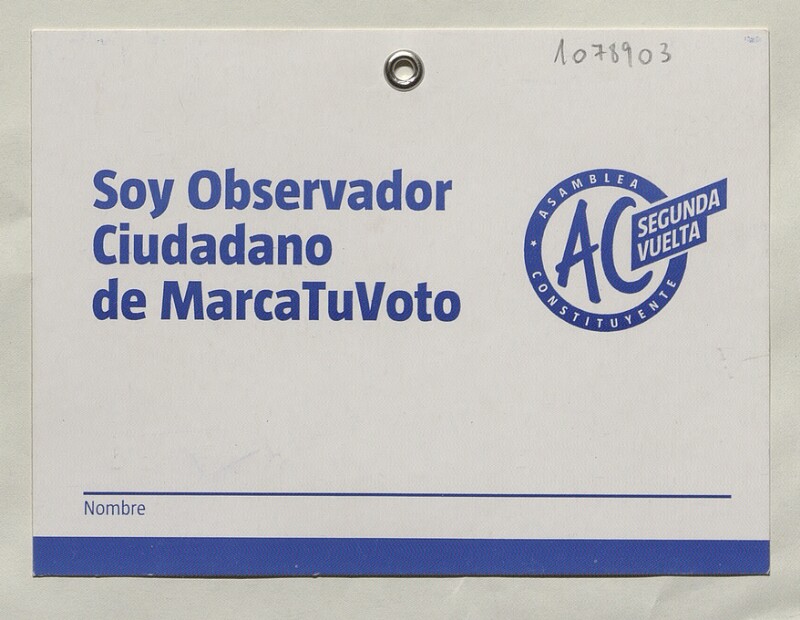 1078903
Soy Observador
Ciudadano
de MarcaTuVoto
ASAMBLEA
AC
SEGUNDA
VUELTA
CONSTITUYENTE
Nombre